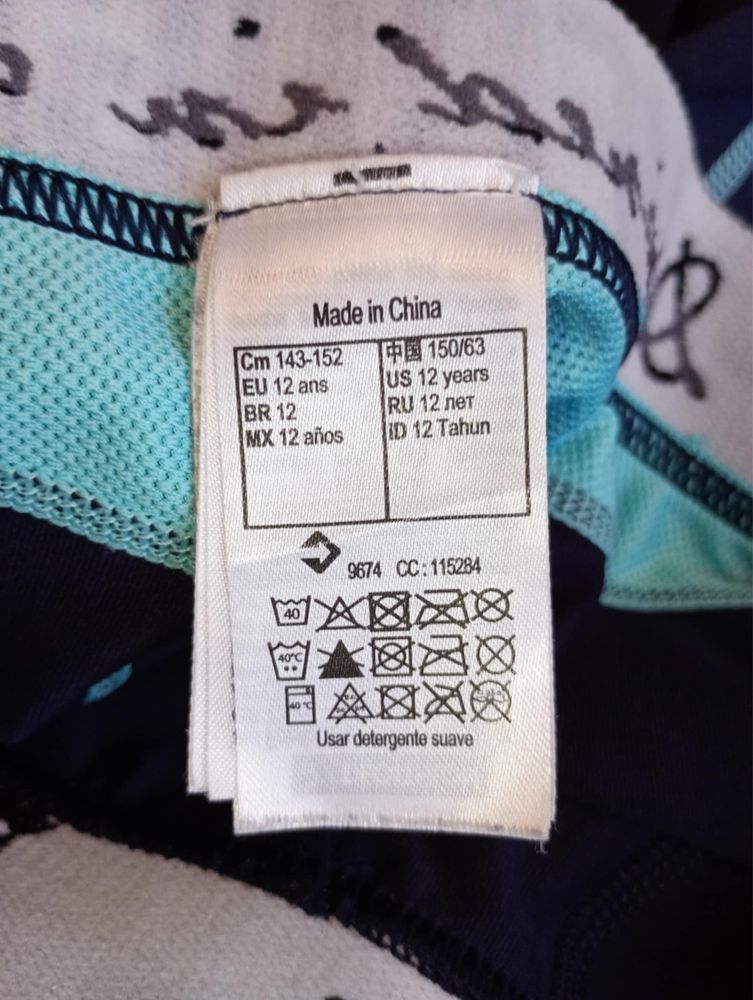 Made in China
Cm 143-152
EU 12 ans
BR 12
MX 12 años
中国 150/63
US 12 years
RU 12 лет
iD 12 Tahun
9674 CC:115284
40
40°C
40 °C
Usar detergente suave